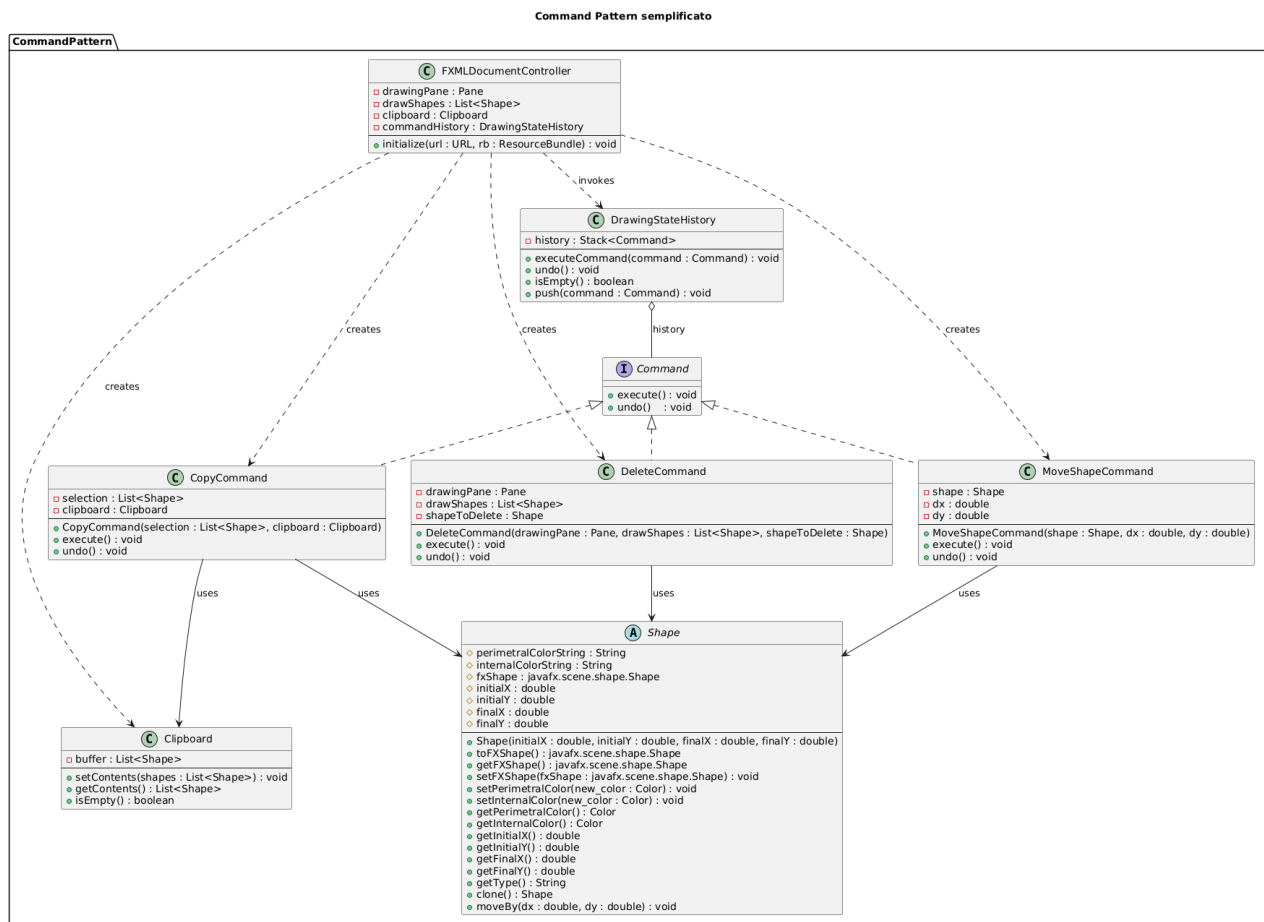 Command Pattern semplificato
CommandPattern
C FXMLDocumentController
drawingPane : Pane
drawShapes : List<Shape>
clipboard : Clipboard
commandHistory : DrawingStateHistory
initialize(url : URL, rb : ResourceBundle) : void
invokes
C DrawingStateHistory
history : Stack<Command>
executeCommand(command : Command) : void
undo() : void
isEmpty() : boolean
push(command : Command) : void
creates
creates
creates
history
creates
I Command
execute() : void
undo() : void
C CopyCommand
selection : List<Shape>
clipboard : Clipboard
CopyCommand(selection : List<Shape>, clipboard : Clipboard)
execute() : void
undo() : void
C DeleteCommand
drawingPane : Pane
drawShapes : List<Shape>
shapeToDelete : Shape
DeleteCommand(drawingPane : Pane, drawShapes : List<Shape>, shapeToDelete : Shape)
execute() : void
undo() : void
C MoveShapeCommand
shape : Shape
dx : double
dy : double
MoveShapeCommand(shape : Shape, dx : double, dy : double)
execute() : void
undo() : void
uses
uses
uses
uses
C Clipboard
buffer : List<Shape>
setContents(shapes : List<Shape>) : void
getContents() : List<Shape>
isEmpty() : boolean
A Shape
perimetralColorString : String
internalColorString : String
fxShape : javafx.scene.shape.Shape
initialX : double
initialY : double
finalX : double
finalY : double
Shape(initialX : double, initialY : double, finalX : double, finalY : double)
toFXShape() : javafx.scene.shape.Shape
getFXShape() : javafx.scene.shape.Shape
setFXShape(fxShape : javafx.scene.shape.Shape) : void
setPerimetralColor(new_color : Color) : void
setInternalColor(new_color : Color) : void
getPerimetralColor() : Color
getInternalColor() : Color
getInitialX() : double
getInitialY() : double
getFinalX() : double
getFinalY() : double
getType() : String
clone() : Shape
moveBy(dx : double, dy : double) : void